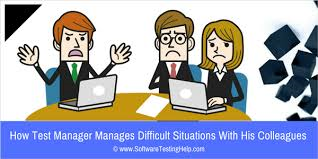 How Test Manager Manages Difficult Situations With His Colleagues
© www.SoftwareTestingHelp.com